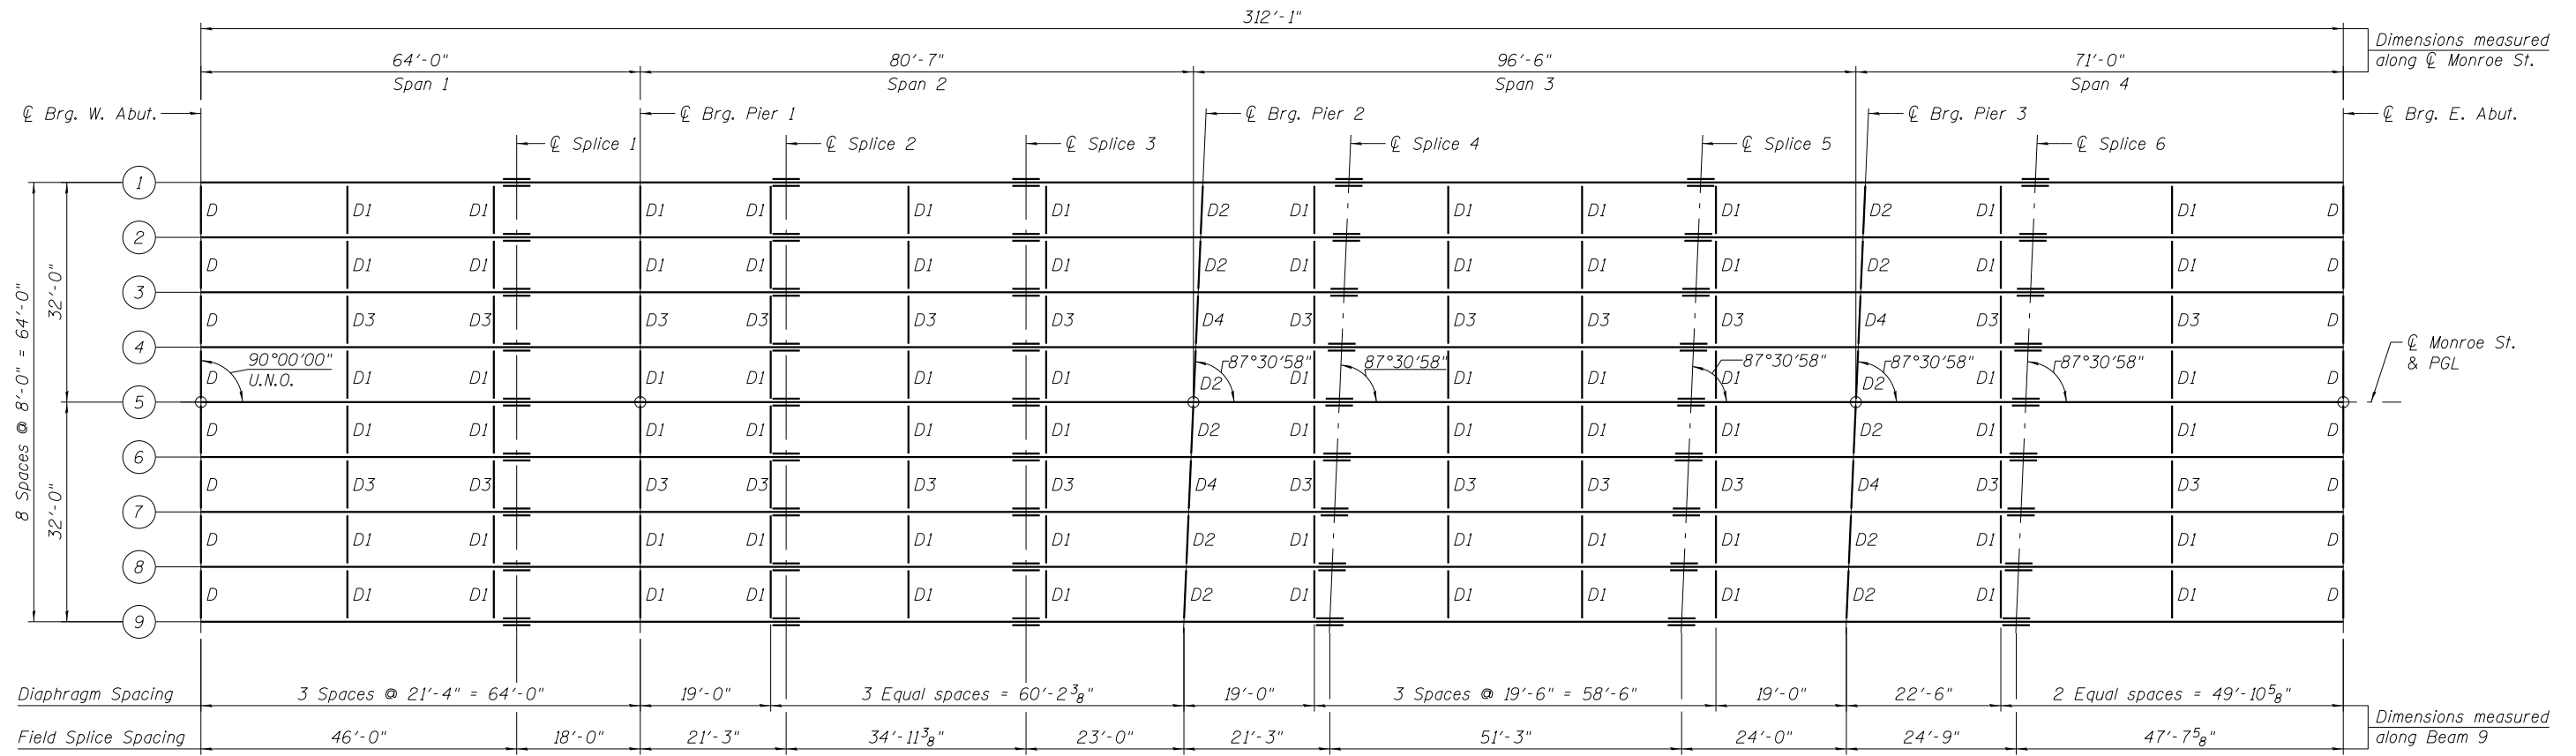 312'-1"
Dimensions measured
along ℄ Monroe St.
64'-0" 80'-7" 96'-6" 71'-0"
Span 1 Span 2 Span 3 Span 4
℄ Brg. W. Abut. ℄ Brg. Pier 1 ℄ Brg. Pier 2 ℄ Brg. Pier 3 ℄ Brg. E. Abut.
℄ Splice 1 ℄ Splice 2 ℄ Splice 3 ℄ Splice 4 ℄ Splice 5 ℄ Splice 6
1
D D1 D1 D1 D1 D1 D1 D2 D1 D1 D1 D1 D2 D1 D1 D
2
D D1 D1 D1 D1 D1 D1 D2 D1 D1 D1 D1 D2 D1 D1 D
3
D D3 D3 D3 D3 D3 D3 D4 D3 D3 D3 D3 D4 D3 D3 D
4
90°00'00"
U.N.O.
87°30'58" 87°30'58" 87°30'58" 87°30'58" 87°30'58"
D D1 D1 D1 D1 D1 D1 D2 D1 D1 D1 D1 D2 D1 D1 D
℄ Monroe St.
& PGL
5
D D1 D1 D1 D1 D1 D1 D2 D1 D1 D1 D1 D2 D1 D1 D
6
D D3 D3 D3 D3 D3 D3 D4 D3 D3 D3 D3 D4 D3 D3 D
7
D D1 D1 D1 D1 D1 D1 D2 D1 D1 D1 D1 D2 D1 D1 D
8
D D1 D1 D1 D1 D1 D1 D2 D1 D1 D1 D1 D2 D1 D1 D
9
8 Spaces @ 8'-0" = 64'-0"
32'-0"
32'-0"
Diaphragm Spacing 3 Spaces @ 21'-4" = 64'-0" 19'-0" 3 Equal spaces = 60'-2 3/8" 19'-0" 3 Spaces @ 19'-6" = 58'-6" 19'-0" 22'-6" 2 Equal spaces = 49'-10 5/8"
Field Splice Spacing 46'-0" 18'-0" 21'-3" 34'-11 3/8" 23'-0" 21'-3" 51'-3" 24'-0" 24'-9" 47'-7 5/8"
Dimensions measured
along Beam 9